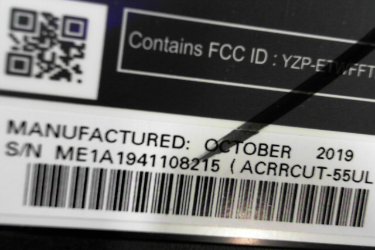 Contains FCC ID : YZP-
MANUFACTURED: OCTOBER 2019
S/N ME1A1941108215 ( ACRRCUT-55UL